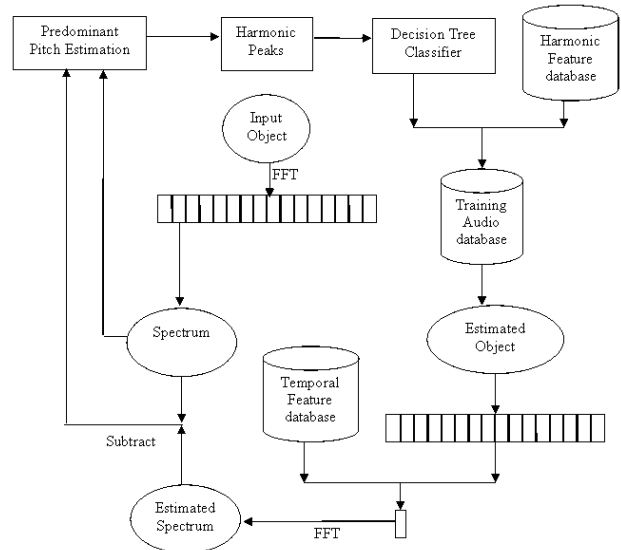 Predominant
Pitch Estimation
Harmonic
Peaks
Decision Tree
Classifier
Harmonic
Feature
database
Input
Object
FFT
Training
Audio
database
Spectrum
Estimated
Object
Temporal
Feature
database
Subtract
Estimated
Spectrum
FFT